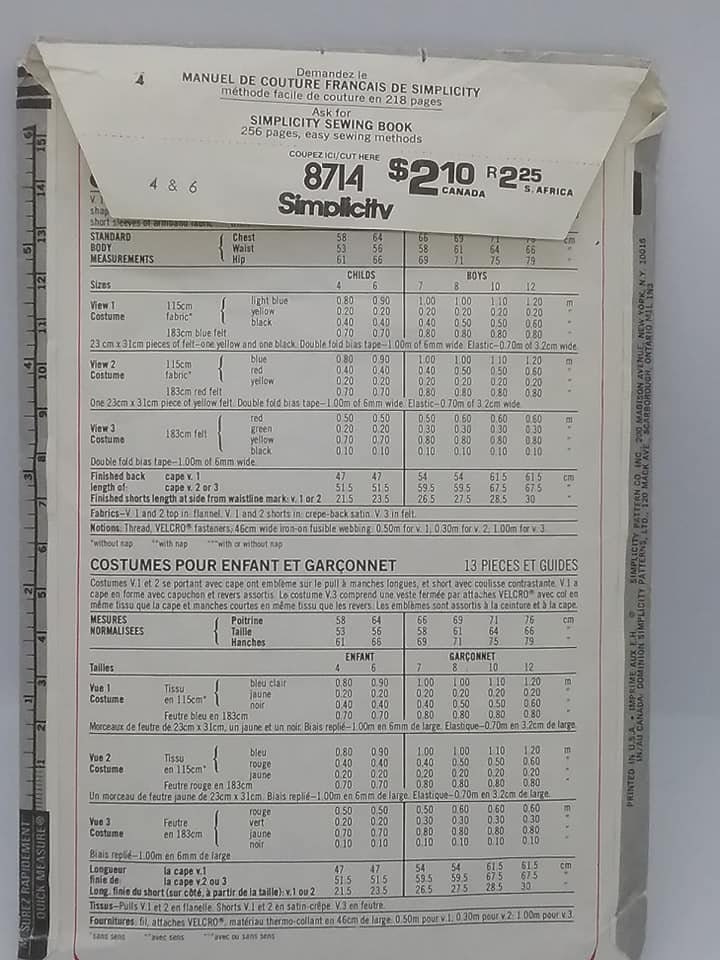 4
Demandez le
MANUEL DE COUTURE FRANCAIS DE SIMPLICITY
méthode facile de couture en 218 pages
Ask for
SIMPLICITY SEWING BOOK
256 pages, easy sewing methods
COUPEZ ICI/CUT HERE
4 & 6 8714 $2.10 CANADA R2.25 S. AFRICA
Simplicity
short sleeves of
STANDARD BODY MEASUREMENTS
Chest 58 64 66 69 71 cm
Waist 53 56 58 61 64 66 "
Hip 61 66 69 71 75 79 "
CHILDS BOYS
Sizes 4 6 7 8 10 12
View 1 Costume 115cm fabric*
light blue 0.80 0.90 1.00 1.00 1.10 1.20 m
yellow 0.20 0.20 0.20 0.20 0.20 0.20 "
black 0.40 0.40 0.40 0.50 0.50 0.60 "
183cm blue felt 0.70 0.70 0.80 0.80 0.80 0.80 "
23 cm x 31cm pieces of felt-one yellow and one black. Double fold bias tape-1.00m of 6mm wide. Elastic-0.70m of 3.2cm wide.
View 2 Costume 115cm fabric*
blue 0.80 0.90 1.00 1.00 1.10 1.20 m
red 0.40 0.40 0.40 0.50 0.50 0.60 "
yellow 0.20 0.20 0.20 0.20 0.20 0.20 "
183cm red felt 0.70 0.70 0.80 0.80 0.80 0.80 "
One 23cm x 31cm piece of yellow felt. Double fold bias tape-1.00m of 6mm wide. Elastic-0.70m of 3.2cm wide.
View 3 Costume 183cm felt
red 0.50 0.50 0.50 0.60 0.60 0.60 m
green 0.20 0.20 0.30 0.30 0.30 0.30 "
yellow 0.70 0.70 0.80 0.80 0.80 0.80 "
black 0.10 0.10 0.10 0.10 0.10 0.10 "
Double fold bias tape-1.00m of 6mm wide.
Finished back cape v. 1 47 47 54 54 61.5 61.5 cm
length of: cape v. 2 or 3 51.5 51.5 59.5 59.5 67.5 67.5 "
Finished shorts length at side from waistline mark: v. 1 or 2 21.5 23.5 26.5 27.5 28.5 30 "
Fabrics-V. 1 and 2 top in. flannel. V. 1 and 2 shorts in: crepe-back satin. V. 3 in felt.
Notions: Thread, VELCRO® fasteners, 46cm wide iron-on fusible webbing: 0.50m for v. 1, 0.30m for v. 2, 1.00m for v. 3.
*without nap **with nap ***with or without nap
COSTUMES POUR ENFANT ET GARÇONNET 13 PIECES ET GUIDES
Costumes V.1 et 2 se portant avec cape ont emblème sur le pull à manches longues, et short avec coulisse contrastante. V.1 a
cape en forme avec capuchon et revers assortis. Le costume V.3 comprend une veste fermée par attaches VELCRO® avec col en
même tissu que la cape et manches courtes en même tissu que les revers. Les emblèmes sont assortis à la ceinture et à la cape.
MESURES NORMALISEES
Poitrine 58 64 66 69 71 76 cm
Taille 53 56 58 61 64 66 "
Hanches 61 66 69 71 75 79 "
ENFANT GARÇONNET
Tailles 4 6 7 8 10 12
Vue 1 Costume Tissu en 115cm*
bleu clair 0.80 0.90 1.00 1.00 1.10 1.20 m
jaune 0.20 0.20 0.20 0.20 0.20 0.20 "
noir 0.40 0.40 0.40 0.50 0.50 0.60 "
Feutre bleu en 183cm 0.70 0.70 0.80 0.80 0.80 0.80 "
Morceaux de feutre de 23cm x 31cm, un jaune et un noir. Biais replié-1.00m en 6mm de large. Elastique-0.70m en 3.2cm de large.
Vue 2 Costume Tissu en 115cm*
bleu 0.80 0.90 1.00 1.00 1.10 1.20 m
rouge 0.40 0.40 0.40 0.50 0.50 0.60 "
jaune 0.20 0.20 0.20 0.20 0.20 0.20 "
Feutre rouge en 183cm 0.70 0.70 0.80 0.80 0.80 0.80 "
Un morceau de feutre jaune de 23cm x 31cm. Biais replié-1.00m en 6mm de large. Elastique-0.70m en 3.2cm de large.
Vue 3 Costume Feutre en 183cm
rouge 0.50 0.50 0.50 0.60 0.60 0.60 m
vert 0.20 0.20 0.30 0.30 0.30 0.30 "
jaune 0.70 0.70 0.80 0.80 0.80 0.80 "
noir 0.10 0.10 0.10 0.10 0.10 0.10 "
Biais replié-1.00m en 6mm de large
Longueur la cape v.1 47 47 54 54 61.5 61.5 cm
finie de: la cape v.2 ou 3 51.5 51.5 59.5 59.5 67.5 67.5 "
Long. finie du short (sur côté, à partir de la taille): v.1 ou 2 21.5 23.5 26.5 27.5 28.5 30 "
Tissus-Pulls V.1 et 2 en flanelle. Shorts V.1 et 2 en satin-crêpe. V.3 en feutre.
Fournitures: fil, attaches VELCRO®, matériau thermo-collant en 46cm de large: 0.50m pour v.1, 0.30m pour v.2, 1.00m pour v.3.
*sans sens **avec sens ***avec ou sans sens
MESUREZ RAPIDEMENT
QUICK MEASURE®
PRINTED IN U.S.A. • IMPRIME AUX E.H. ® SIMPLICITY PATTERN CO. INC., 200 MADISON AVENUE, NEW YORK, N.Y. 10016
IN/AU CANADA: DOMINION SIMPLICITY PATTERNS, LTD., 120 MACK AVE. SCARBOROUGH, ONTARIO M1L 1N3